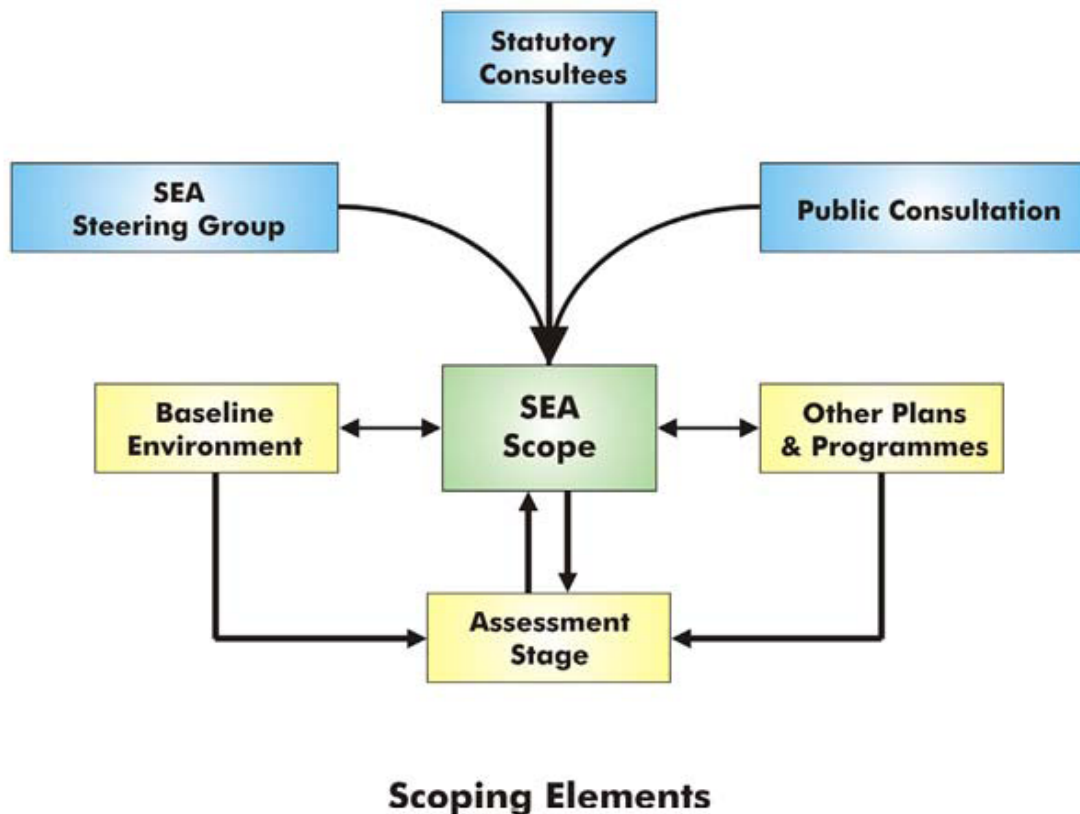 Statutory
Consultees
SEA
Steering Group
Public Consultation
Baseline
Environment
SEA
Scope
Other Plans
& Programmes
Assessment
Stage
Scoping Elements